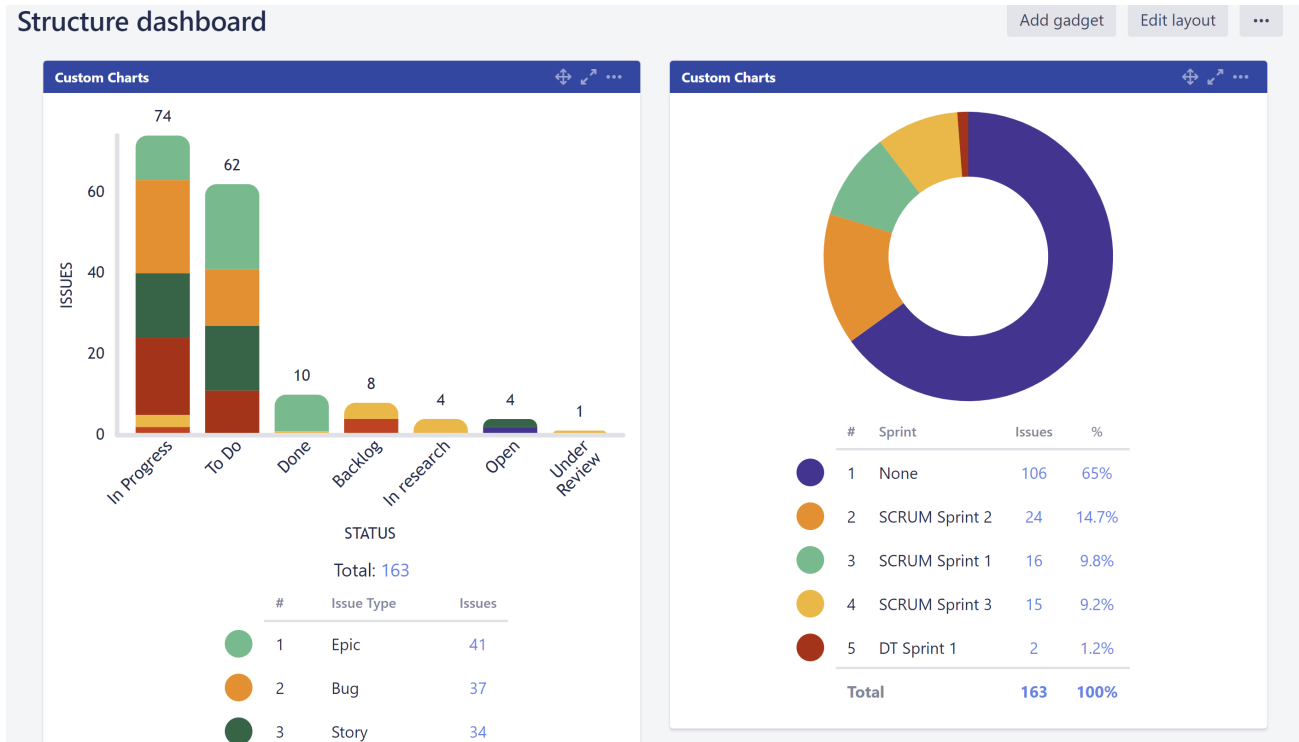 Structure dashboard
Add gadget
Edit layout
Custom Charts
74
62
10
8
4
4
1
60
40
20
0
ISSUES
In Progress
To Do
Done
Backlog
In research
Open
Under
Review
STATUS
Total: 163
# Issue Type Issues
1 Epic 41
2 Bug 37
3 Story 34
Custom Charts
# Sprint Issues %
1 None 106 65%
2 SCRUM Sprint 2 24 14.7%
3 SCRUM Sprint 1 16 9.8%
4 SCRUM Sprint 3 15 9.2%
5 DT Sprint 1 2 1.2%
Total 163 100%